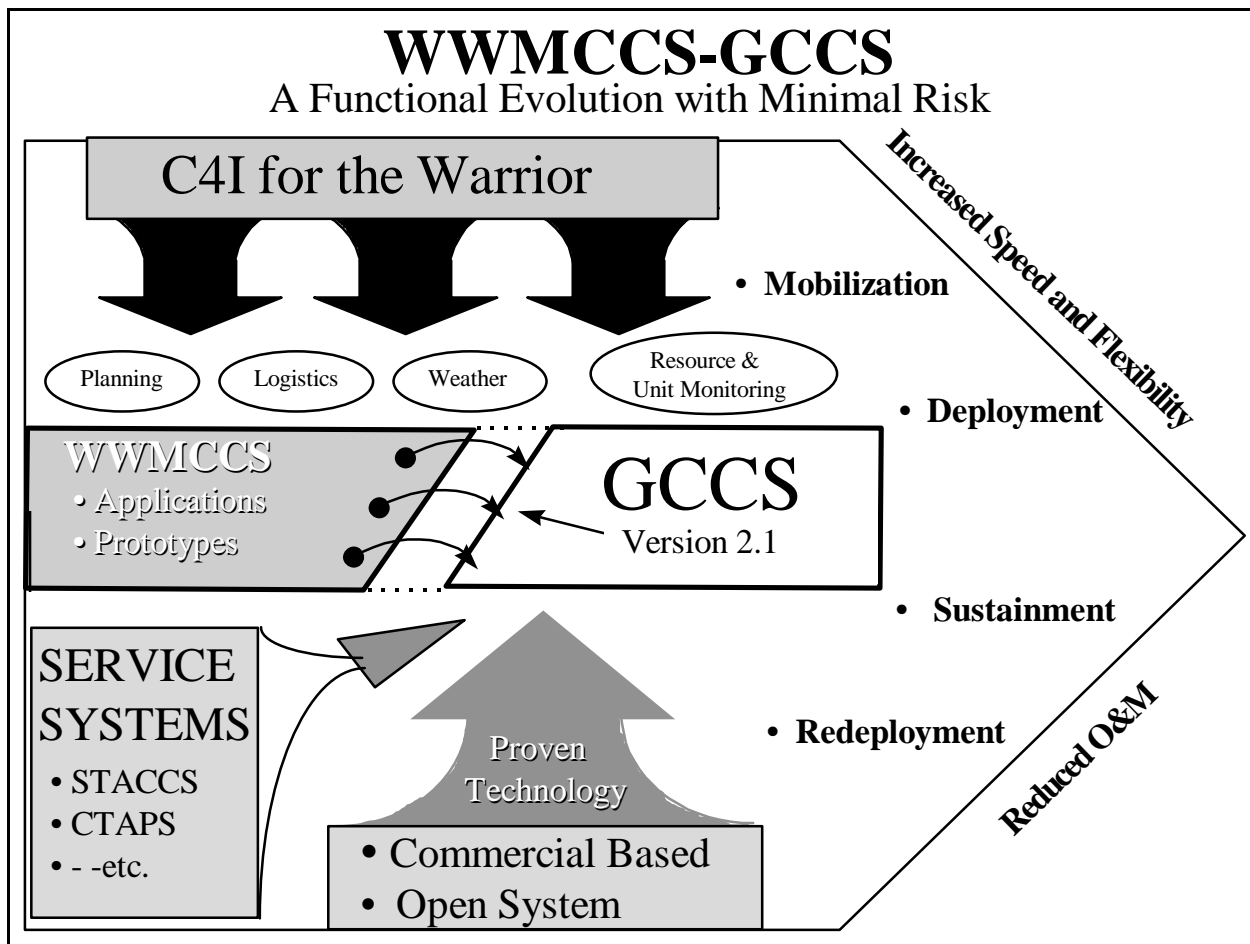 WWMCCS-GCCS
A Functional Evolution with Minimal Risk
C4I for the Warrior
Increased Speed and Flexibility
• Mobilization
Planning
Logistics
Weather
Resource &
Unit Monitoring
• Deployment
WWMCCS
• Applications
• Prototypes
GCCS
Version 2.1
• Sustainment
SERVICE
SYSTEMS
• STACCS
• CTAPS
• - -etc.
• Redeployment
Reduced O&M
Proven
Technology
• Commercial Based
• Open System